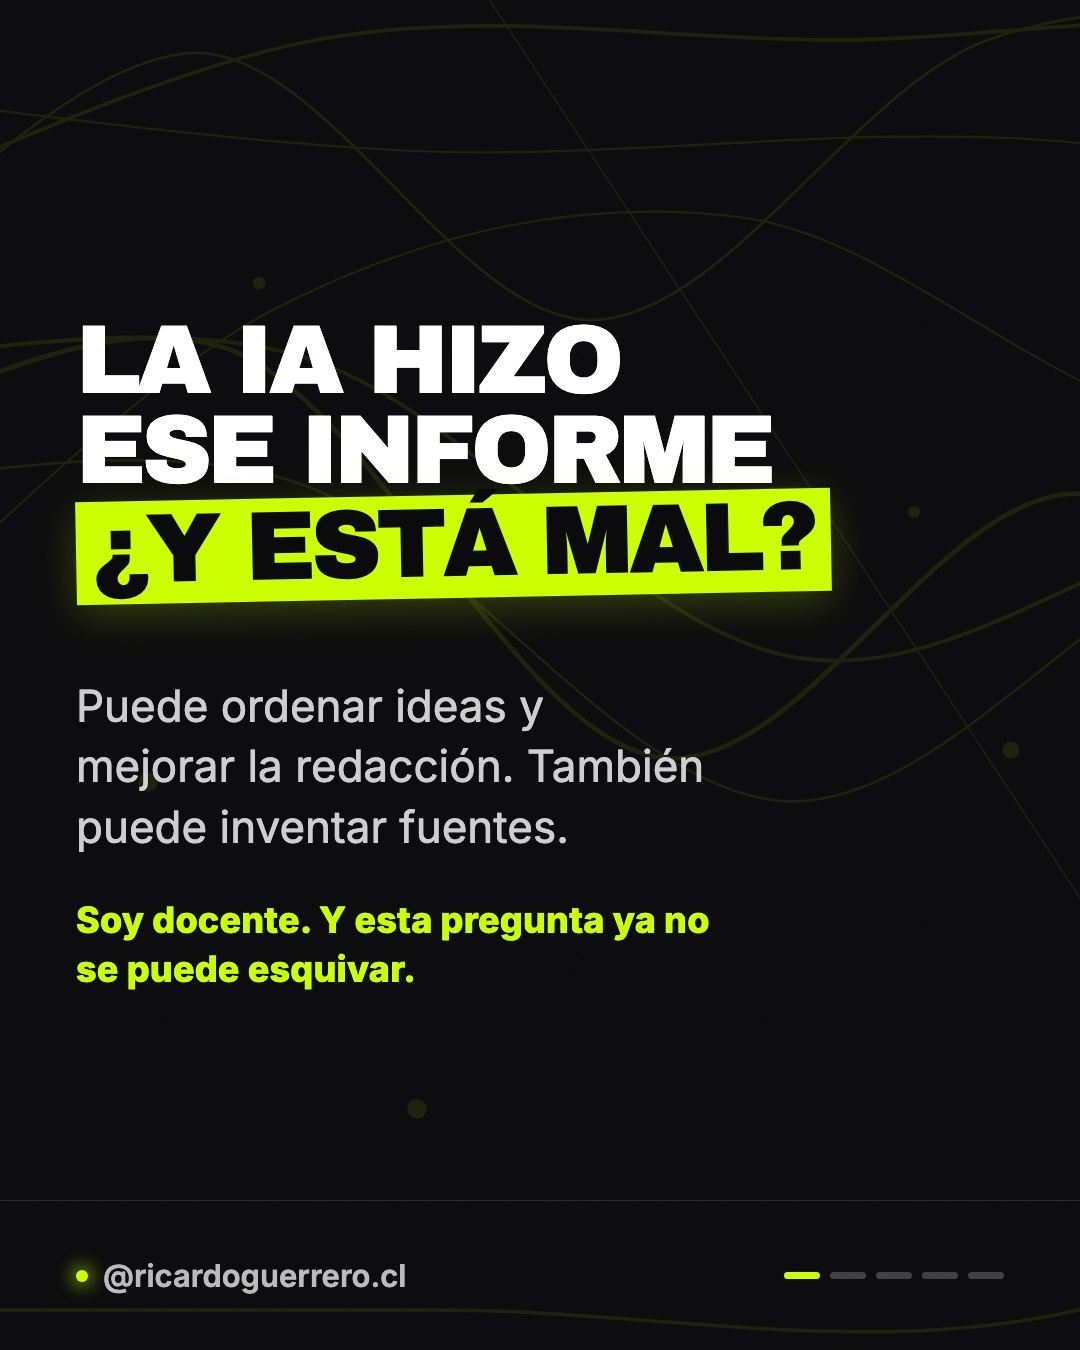 LA IA HIZO
ESE INFORME
¿Y ESTÁ MAL?
Puede ordenar ideas y
mejorar la redacción. También
puede inventar fuentes.
Soy docente. Y esta pregunta ya no
se puede esquivar.
@ricardoguerrero.cl